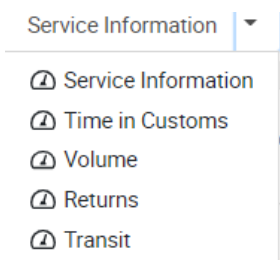 Service Information
Service Information
Time in Customs
Volume
Returns
Transit